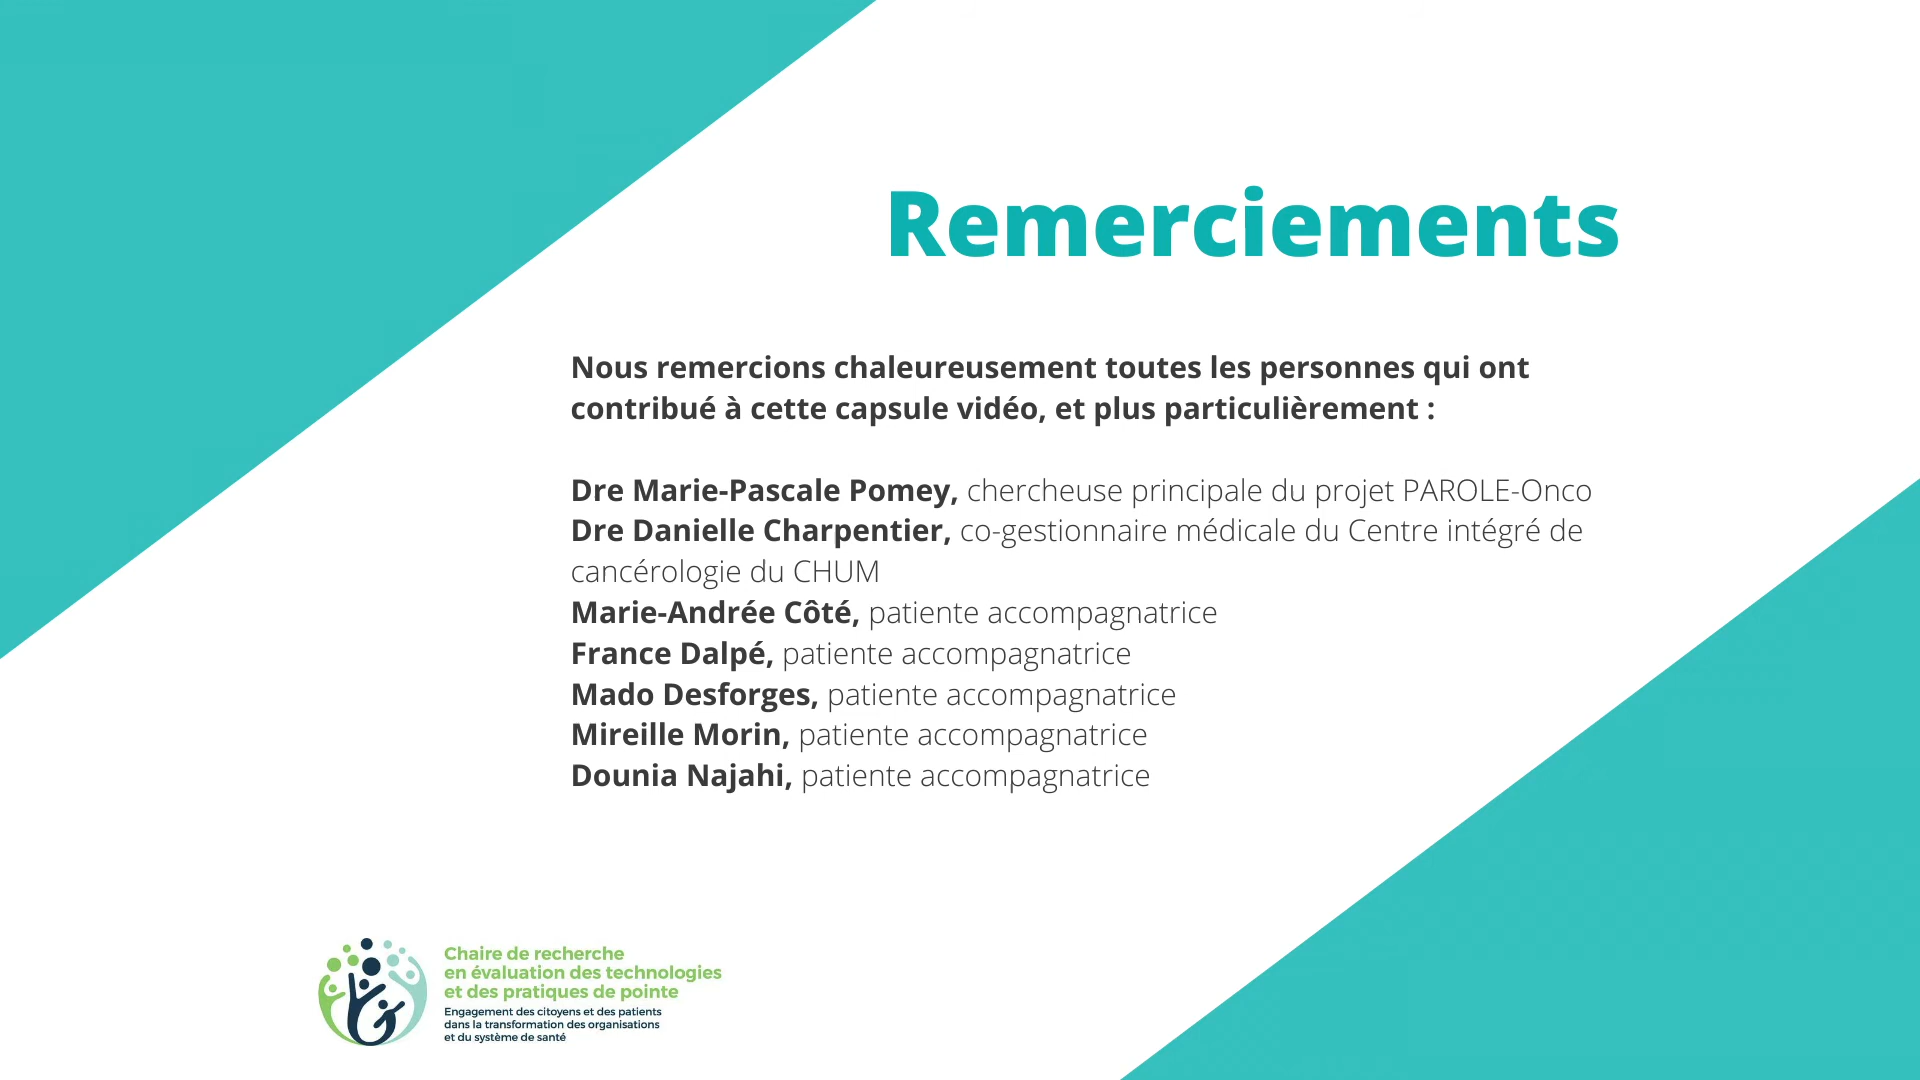 Remerciements
Nous remercions chaleureusement toutes les personnes qui ont
contribué à cette capsule vidéo, et plus particulièrement :
Dre Marie-Pascale Pomey, chercheuse principale du projet PAROLE-Onco
Dre Danielle Charpentier, co-gestionnaire médicale du Centre intégré de
cancérologie du CHUM
Marie-Andrée Côté, patiente accompagnatrice
France Dalpé, patiente accompagnatrice
Mado Desforges, patiente accompagnatrice
Mireille Morin, patiente accompagnatrice
Dounia Najahi, patiente accompagnatrice
Chaire de recherche
en évaluation des technologies
et des pratiques de pointe
Engagement des citoyens et des patients
dans la transformation des organisations
et du système de santé